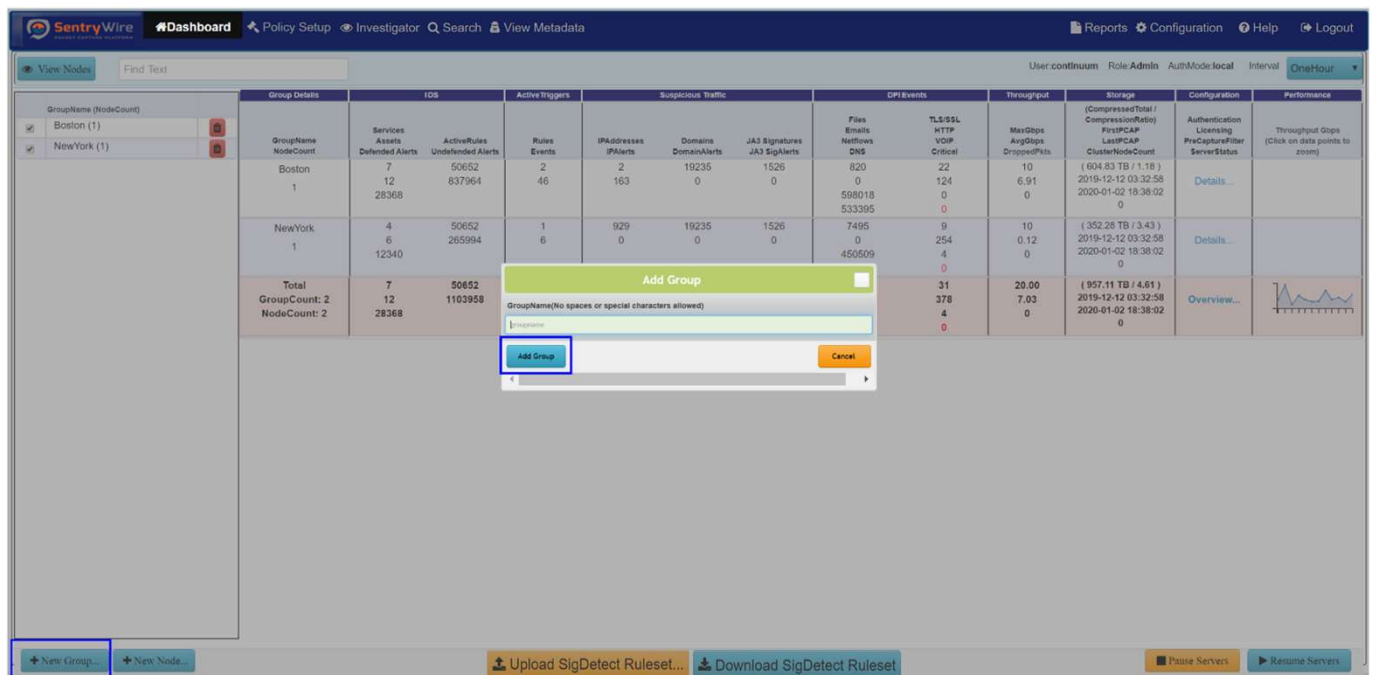 SentryWire Dashboard Policy Setup Investigator Search View Metadata Reports Configuration Help Logout
PACKET CAPTURE PLATFORM
View Nodes Find Text User:continuum Role:Admin AuthMode:local Interval OneHour
GroupName (NodeCount)
Boston (1)
NewYork (1)
Group Details IDS ActiveTriggers Suspicious Traffic DPI Events Throughput Storage Configuration Performance
GroupName
NodeCount
Services
Assets
Defended Alerts
ActiveRules
Undefended Alerts
Rules
Events
IPAddresses
IPAlerts
Domains
DomainAlerts
JA3 Signatures
JA3 SigAlerts
Files
Emails
Netflows
DNS
TLS/SSL
HTTP
VOIP
Critical
MaxGbps
AvgGbps
DroppedPkts
(CompressedTotal /
CompressionRatio)
FirstPCAP
LastPCAP
ClusterNodeCount
Authentication
Licensing
PreCaptureFilter
ServerStatus
Throughput Gbps
(Click on data points to
zoom)
Boston 7 50652 2 2 19235 1526 820 22 10 ( 604.83 TB / 1.18 )
1 12 837964 46 163 0 0 0 124 6.91 2019-12-12 03:32:58 Details...
28368 598018 0 0 2020-01-02 18:38:02
533395 0 0
NewYork 4 50652 1 929 19235 1526 7495 9 10 ( 352.28 TB / 3.43 )
1 6 265994 6 0 0 0 0 254 0.12 2019-12-12 03:32:58 Details...
12340 450509 4 0 2020-01-02 18:38:02
0 0
Total 7 50652 31 20.00 ( 957.11 TB / 4.61 )
GroupCount: 2 12 1103958 378 7.03 2019-12-12 03:32:58 Overview...
NodeCount: 2 28368 4 0 2020-01-02 18:38:02
0 0
Add Group
GroupName(No spaces or special characters allowed)
groupname
Add Group Cancel
New Group... New Node... Upload SigDetect Ruleset... Download SigDetect Ruleset Pause Servers Resume Servers